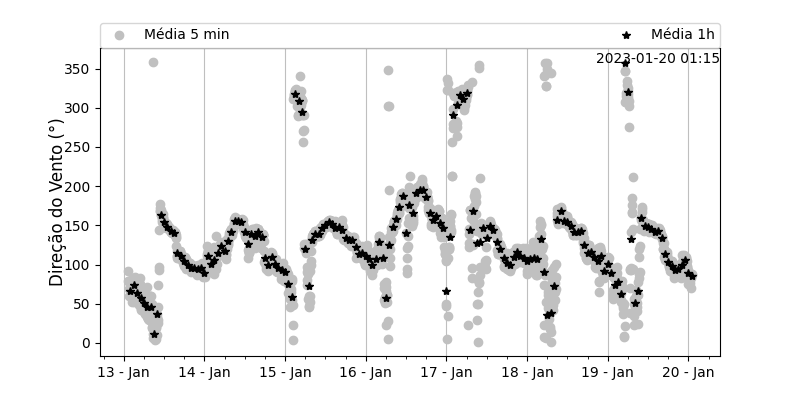 Média 5 min
Média 1h
2023-01-20 01:15
Direção do Vento (°)
350
300
250
200
150
100
50
0
13 - Jan
14 - Jan
15 - Jan
16 - Jan
17 - Jan
18 - Jan
19 - Jan
20 - Jan